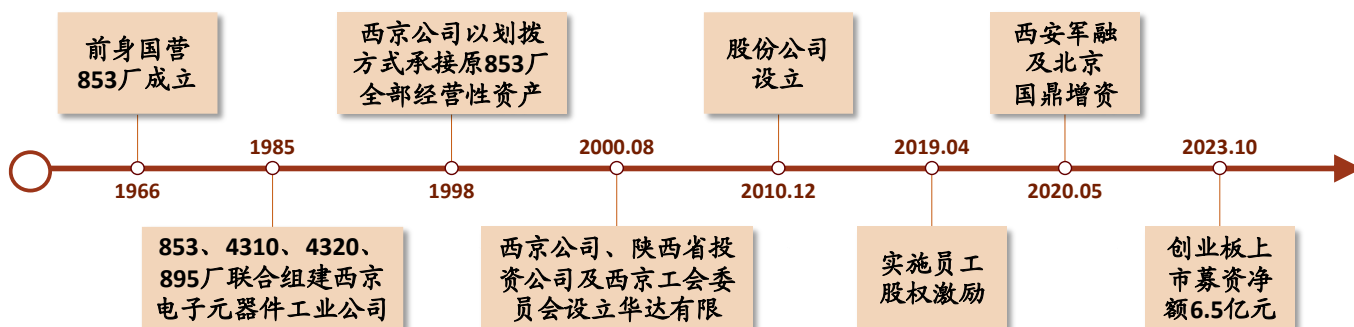 前身国营
853厂成立
西京公司以划拨
方式承接原853厂
全部经营性资产
股份公司
设立
西安军融
及北京
国鼎增资
1985
2000.08
2019.04
2023.10
1966
1998
2010.12
2020.05
853、4310、4320、
895厂联合组建西京
电子元器件工业公司
西京公司、陕西省投
资公司及西京工会委
员会设立华达有限
实施员工
股权激励
创业板上
市募资净
额6.5亿元